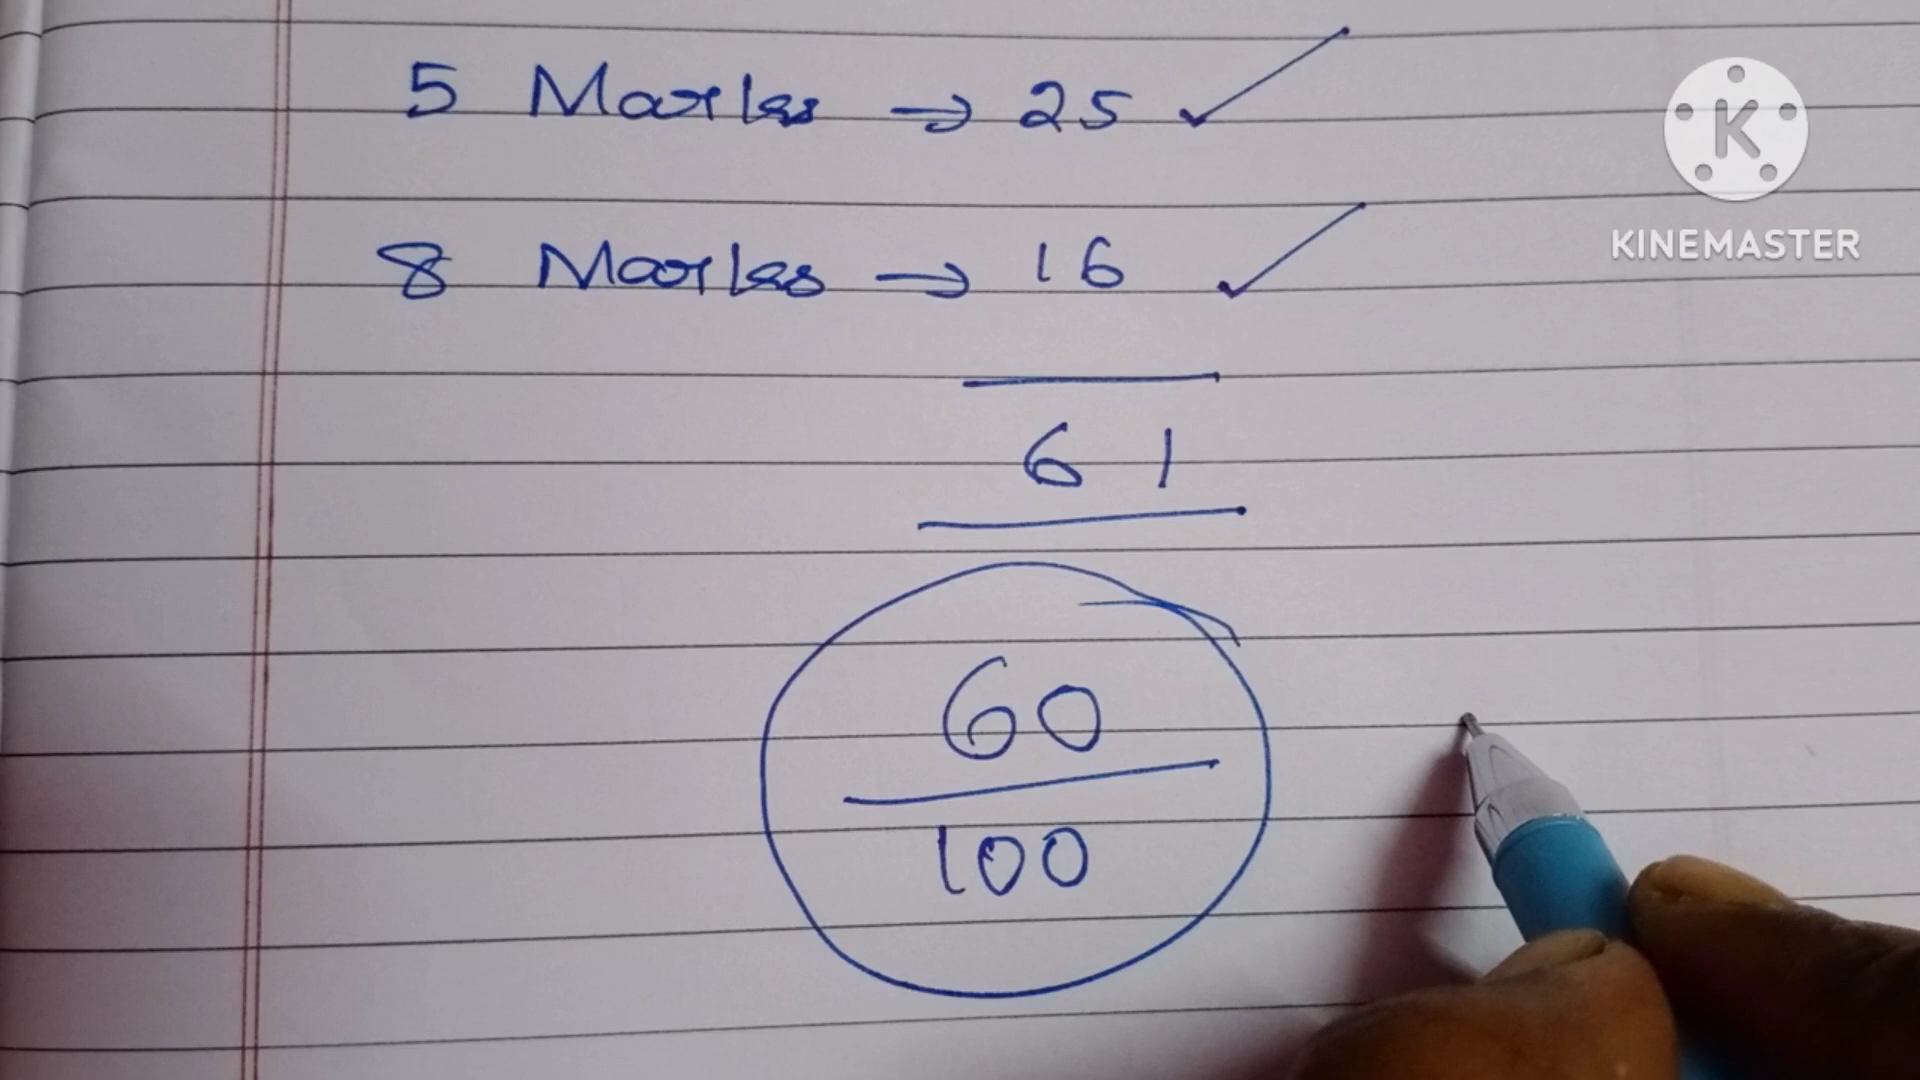 5 Marks → 25 ✓
K
KINEMASTER
8 Marks → 16 ✓
61
60
100